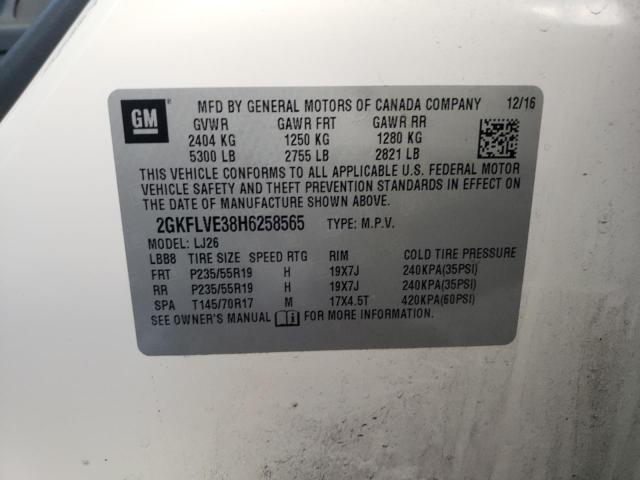 GM ® MFD BY GENERAL MOTORS OF CANADA COMPANY 12/16
GVWR GAWR FRT GAWR RR
2404 KG 1250 KG 1280 KG
5300 LB 2755 LB 2821 LB
THIS VEHICLE CONFORMS TO ALL APPLICABLE U.S. FEDERAL MOTOR
VEHICLE SAFETY AND THEFT PREVENTION STANDARDS IN EFFECT ON
THE DATE OF MANUFACTURE SHOWN ABOVE.
2GKFLVE38H6258565 TYPE: M.P.V.
MODEL: LJ26
LBB8 TIRE SIZE SPEED RTG RIM COLD TIRE PRESSURE
FRT P235/55R19 H 19X7J 240KPA(35PSI)
RR P235/55R19 H 19X7J 240KPA(35PSI)
SPA T145/70R17 M 17X4.5T 420KPA(60PSI)
SEE OWNER'S MANUAL FOR MORE INFORMATION.